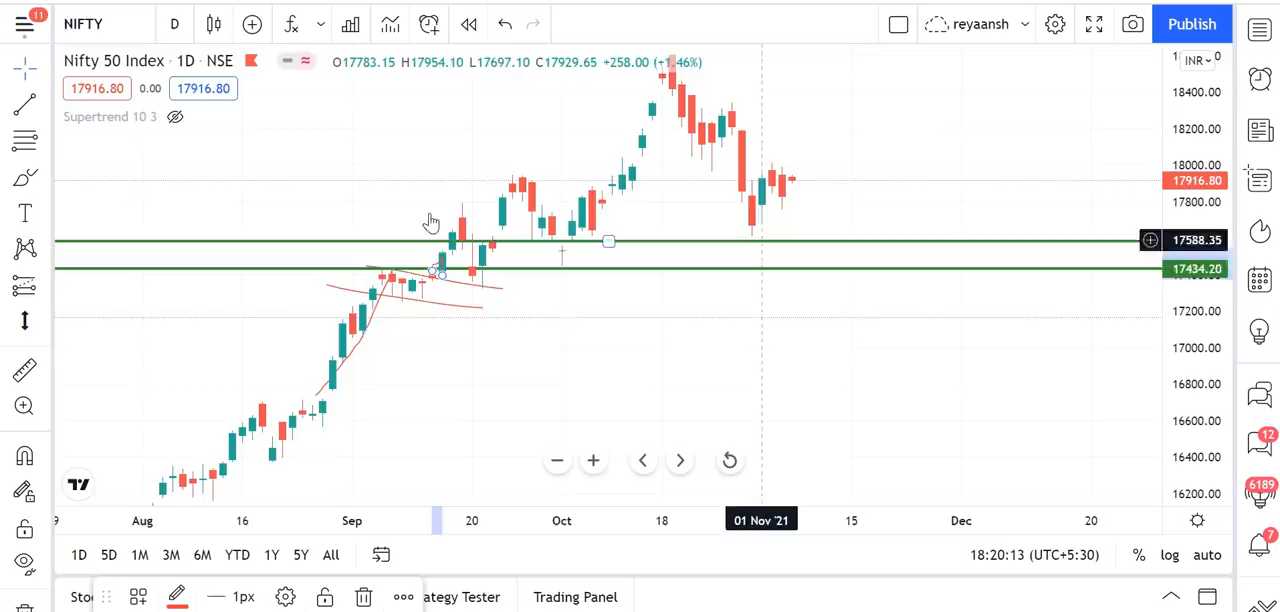 11
NIFTY
D
reyaansh
Publish
Nifty 50 Index · 1D · NSE
O17783.15 H17954.10 L17697.10 C17929.65 +258.00 (+1.46%)
INR
17916.80 0.00 17916.80
Supertrend 10 3
18400.00
18200.00
18000.00
17916.80
17800.00
17588.35
17434.20
17200.00
17000.00
16800.00
16600.00
16400.00
16200.00
Aug 16 Sep 20 Oct 18 01 Nov '21 15 Dec 20
1D 5D 1M 3M 6M YTD 1Y 5Y All
18:20:13 (UTC+5:30) % log auto
1px
ategy Tester
Trading Panel
12
6189
7